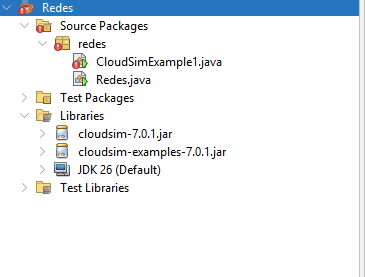 Redes
Source Packages
redes
CloudSimExample1.java
Redes.java
Test Packages
Libraries
cloudsim-7.0.1.jar
cloudsim-examples-7.0.1.jar
JDK 26 (Default)
Test Libraries